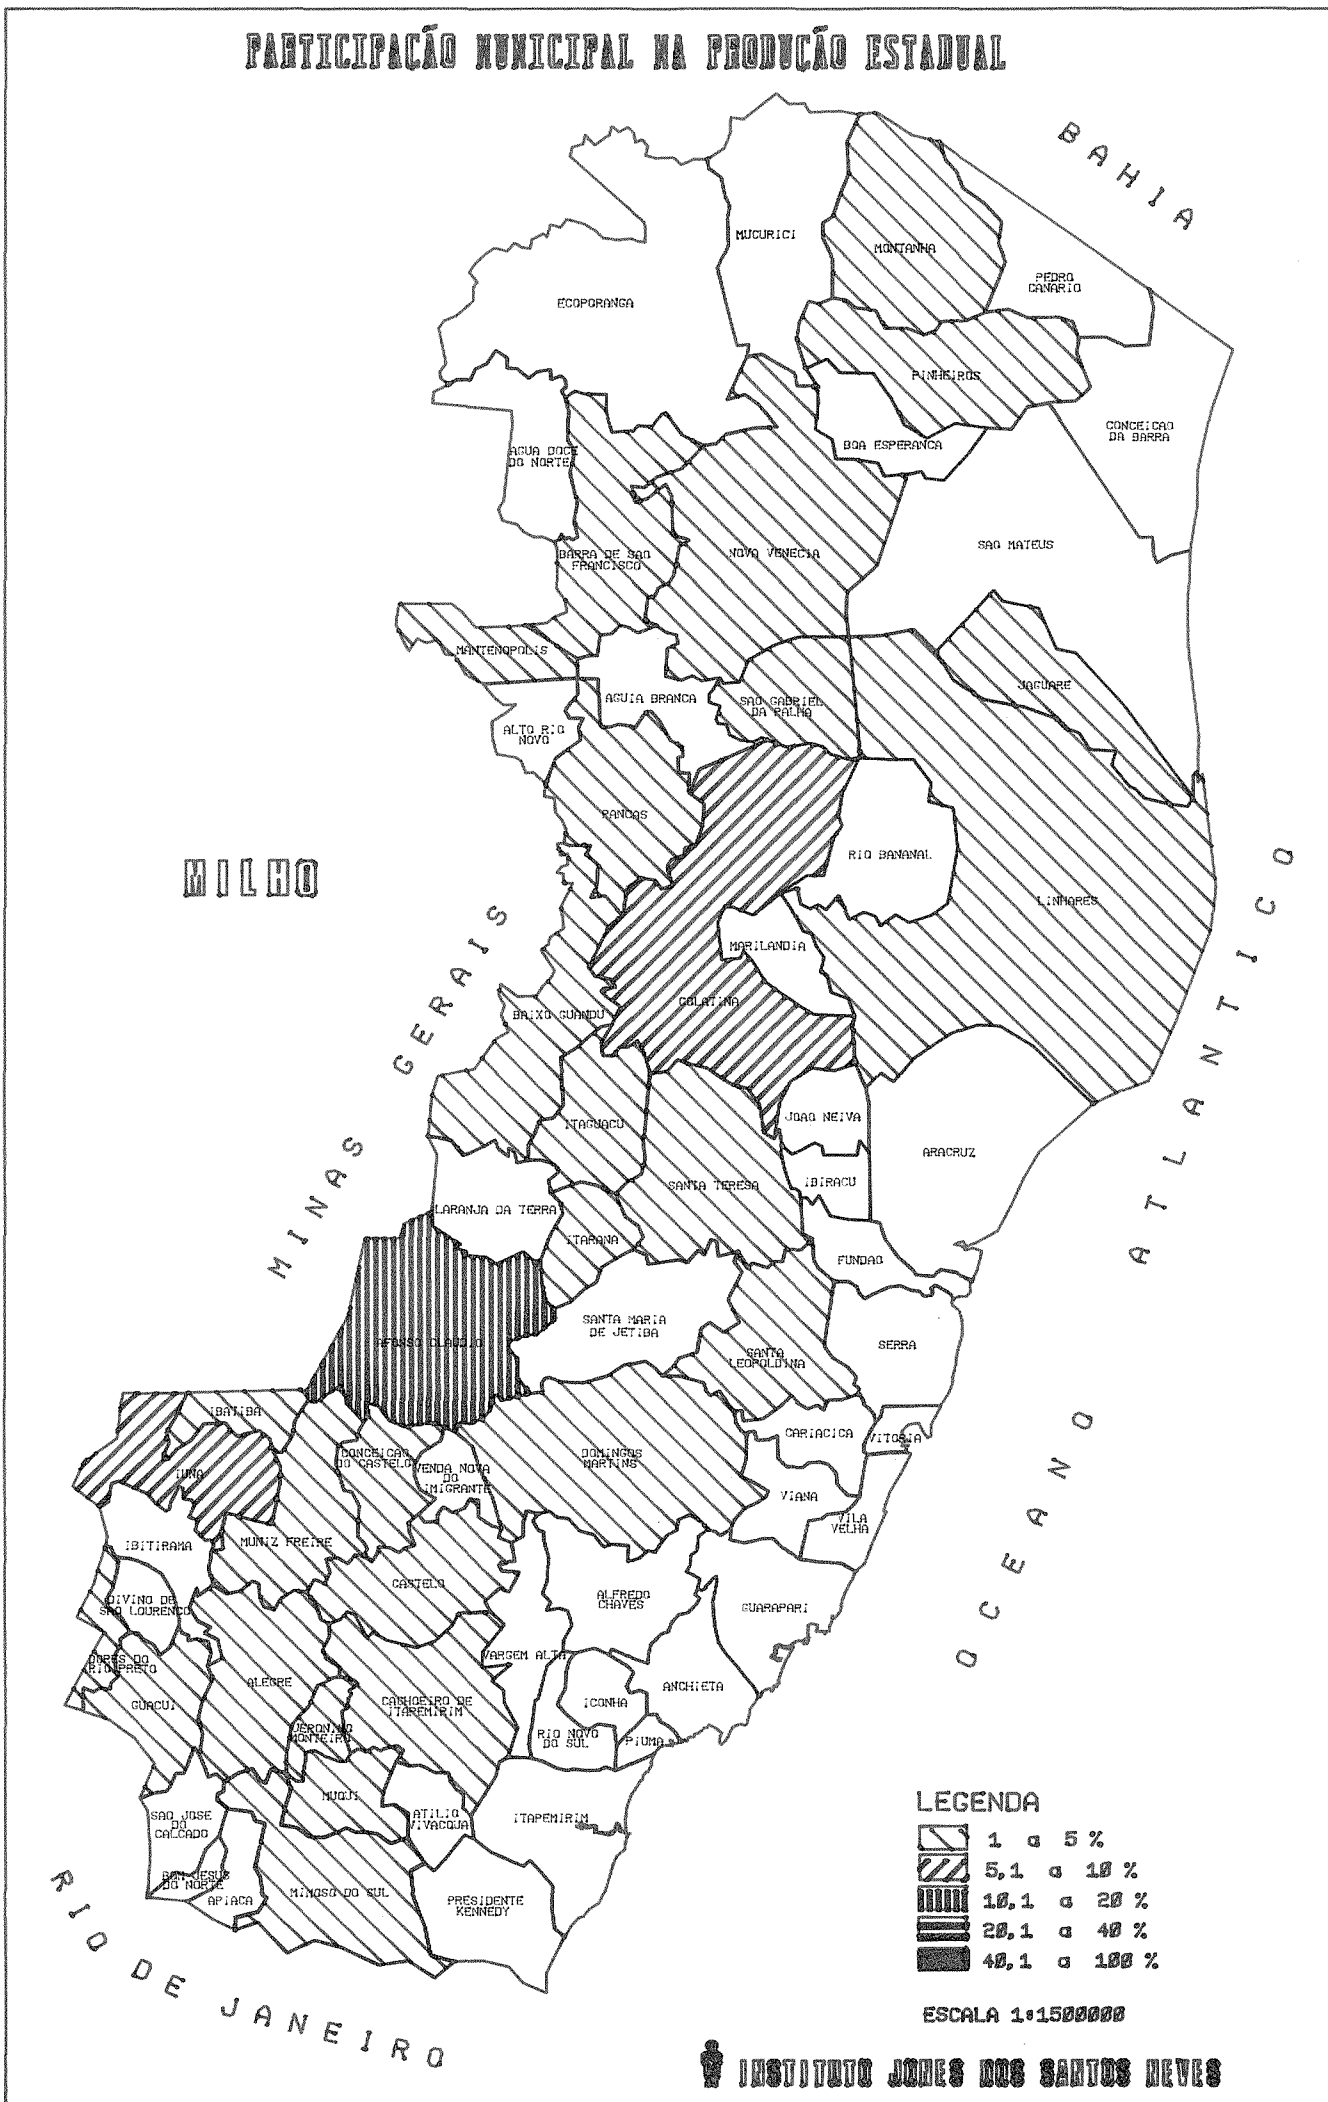 PARTICIPAÇÃO MUNICIPAL NA PRODUÇÃO ESTADUAL
BAHIA
MUCURICI
MONTANHA
PEDRO
CANARIO
ECOPORANGA
PINHEIROS
CONCEICAO
DA BARRA
BOA ESPERANCA
AGUA DOCE
DO NORTE
SAO MATEUS
BARRA DE SAO
FRANCISCO
NOVA VENECIA
MANTENOPOLIS
JAGUARE
AGUIA BRANCA
SAO GABRIEL
DA PALHA
ALTO RIO
NOVO
PANCAS
RIO BANANAL
MILHO
LINHARES
MARILANDIA
COLATINA
BAIXO GUANDU
MINAS GERAIS
OCEANO ATLANTICO
JOAO NEIVA
ITAGUACU
ARACRUZ
IBIRACU
SANTA TERESA
LARANJA DA TERRA
ITARANA
FUNDAO
SANTA MARIA
DE JETIBA
AFONSO CLAUDIO
SERRA
SANTA
LEOPOLDINA
IBATIBA
CARIACICA
VITORIA
CONCEICAO
DO CASTELO
DOMINGOS
MARTINS
VENDA NOVA
DO
IMIGRANTE
IUNA
VIANA
VILA
VELHA
IBITIRAMA
MUNIZ FREIRE
CASTELO
ALFREDO
CHAVES
GUARAPARI
DIVINO DE
SAO LOURENCO
VARGEM ALTA
DORES DO
RIO PRETO
ALEGRE
ANCHIETA
GUACUI
CACHOEIRO DE
ITAPEMIRIM
ICONHA
JERONIMO
MONTEIRO
RIO NOVO
DO SUL
PIUMA
MUQUI
ATILIO
VIVACQUA
ITAPEMIRIM
SAO JOSE
DO
CALCADO
BOM JESUS
DO NORTE
APIACA
MIMOSO DO SUL
PRESIDENTE
KENNEDY
RIO DE JANEIRO
LEGENDA
1 a 5 %
5,1 a 10 %
10,1 a 20 %
20,1 a 40 %
40,1 a 100 %
ESCALA 1:1500000
INSTITUTO JONES DOS SANTOS NEVES